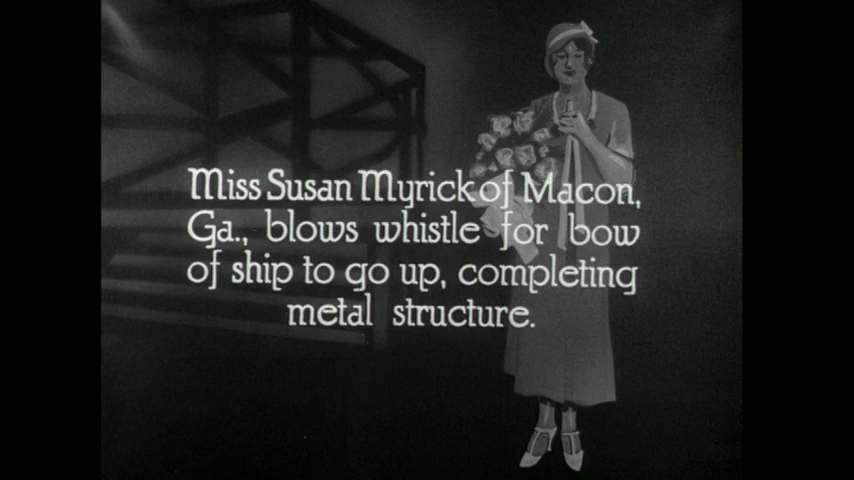 Miss Susan Myrick of Macon,
Ga., blows whistle for bow
of ship to go up, completing
metal structure.